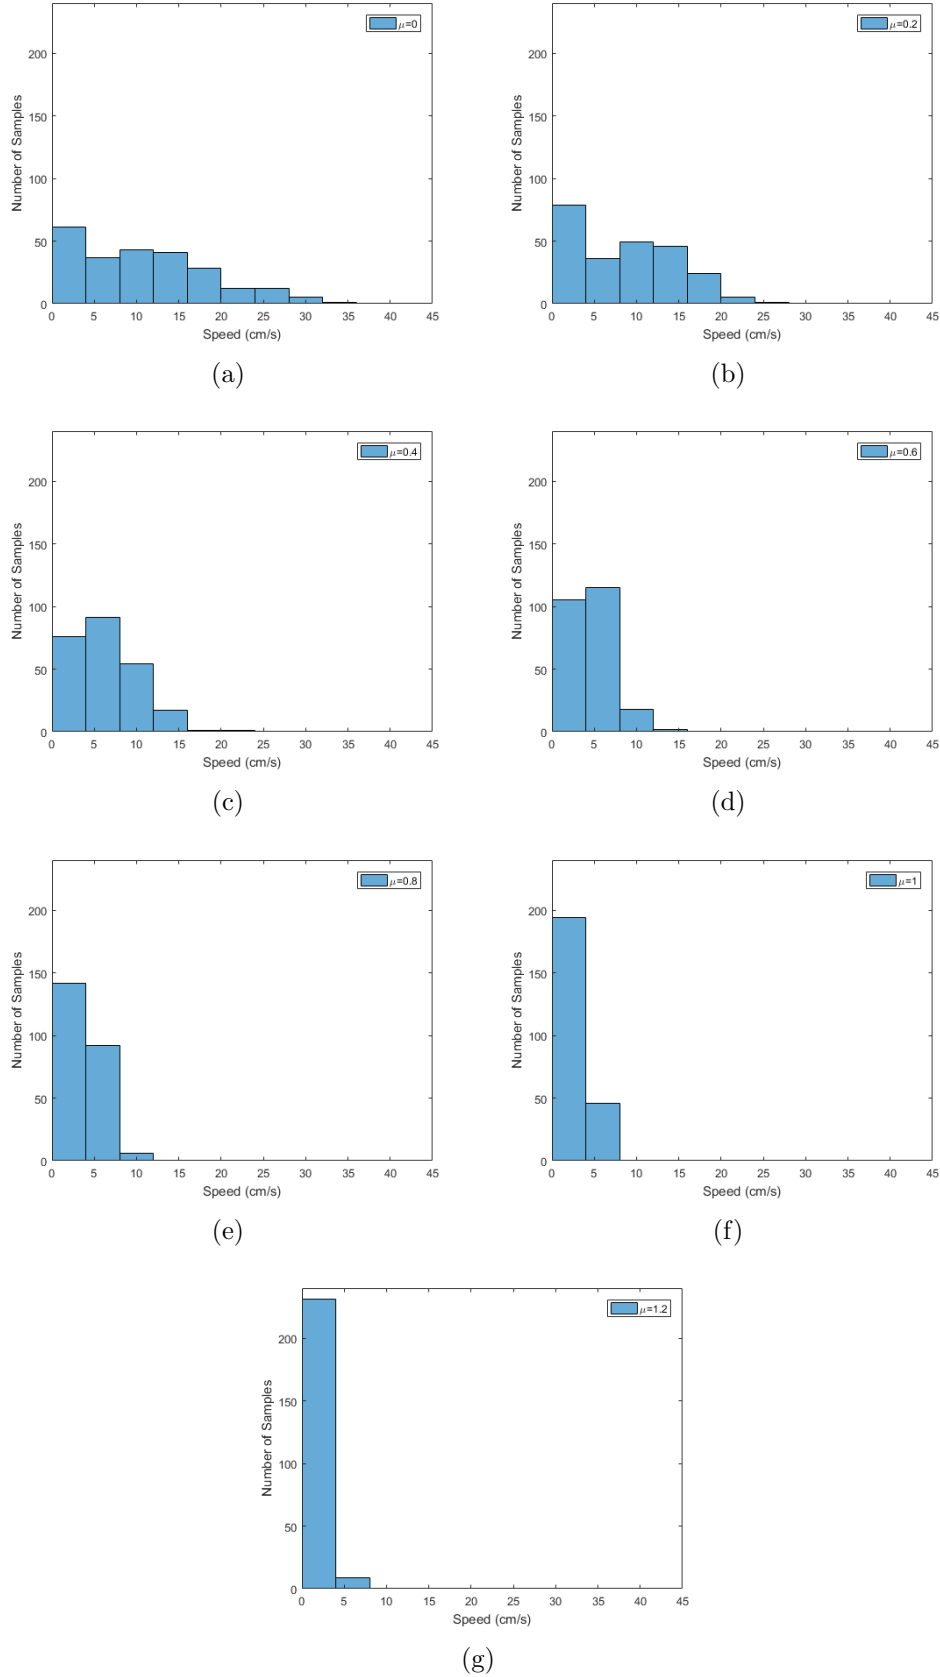 μ=0
200
150
100
50
0
Number of Samples
0 5 10 15 20 25 30 35 40 45
Speed (cm/s)
(a)
μ=0.2
200
150
100
50
0
Number of Samples
0 5 10 15 20 25 30 35 40 45
Speed (cm/s)
(b)
μ=0.4
200
150
100
50
0
Number of Samples
0 5 10 15 20 25 30 35 40 45
Speed (cm/s)
(c)
μ=0.6
200
150
100
50
0
Number of Samples
0 5 10 15 20 25 30 35 40 45
Speed (cm/s)
(d)
μ=0.8
200
150
100
50
0
Number of Samples
0 5 10 15 20 25 30 35 40 45
Speed (cm/s)
(e)
μ=1
200
150
100
50
0
Number of Samples
0 5 10 15 20 25 30 35 40 45
Speed (cm/s)
(f)
μ=1.2
200
150
100
50
0
Number of Samples
0 5 10 15 20 25 30 35 40 45
Speed (cm/s)
(g)